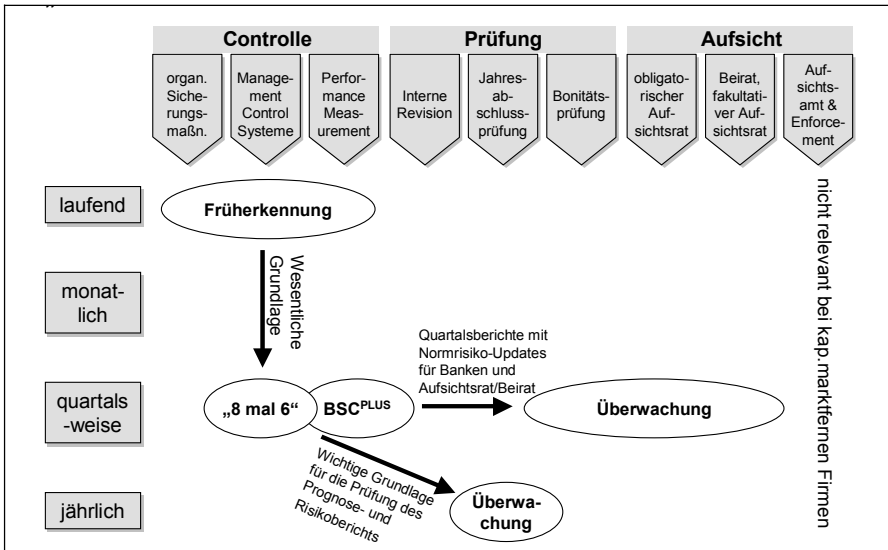 Controlle
Prüfung
Aufsicht
organ.
Siche-
rungs-
maßn.
Manage-
ment
Control
Systeme
Perfor-
mance
Meas-
urement
Interne
Revision
Jahres-
ab-
schluss-
prüfung
Bonitäts-
prüfung
obligato-
rischer
Auf-
sichtsrat
Beirat,
fakultati-
ver Auf-
sichtsrat
Auf-
sichts-
amt &
Enforce-
ment
laufend
Früherkennung
nicht relevant bei kap.marktfernen Firmen
Wesentliche
Grundlage
monat-
lich
Quartalsberichte mit
Normrisiko-Updates
für Banken und
Aufsichtsrat/Beirat
quartals
-weise
„8 mal 6“
BSCPLUS
Überwachung
Wichtige Grundlage
für die Prüfung des
Prognose- und
Risikoberichts
jährlich
Überwa-
chung